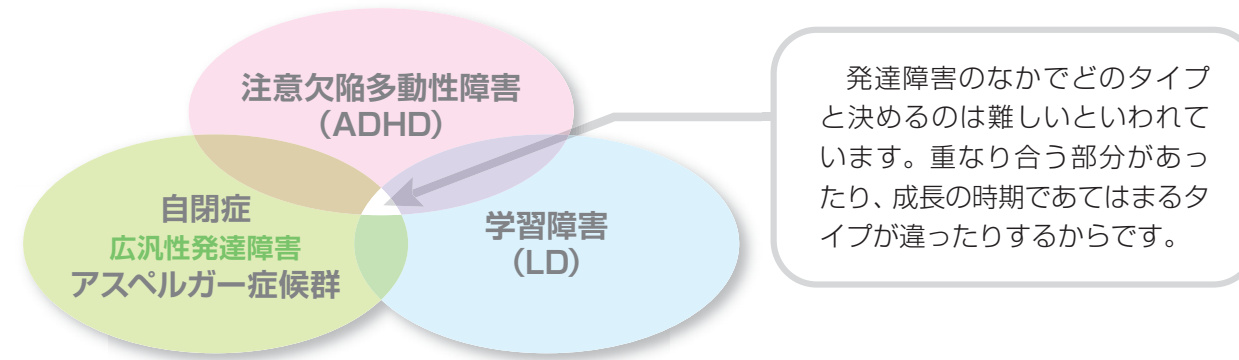 注意欠陥多動性障害
(ADHD)
自閉症
広汎性発達障害
アスペルガー症候群
学習障害
(LD)
発達障害のなかでどのタイプ
と決めるのは難しいといわれて
います。重なり合う部分があっ
たり、成長の時期であてはまるタ
イプが違ったりするからです。